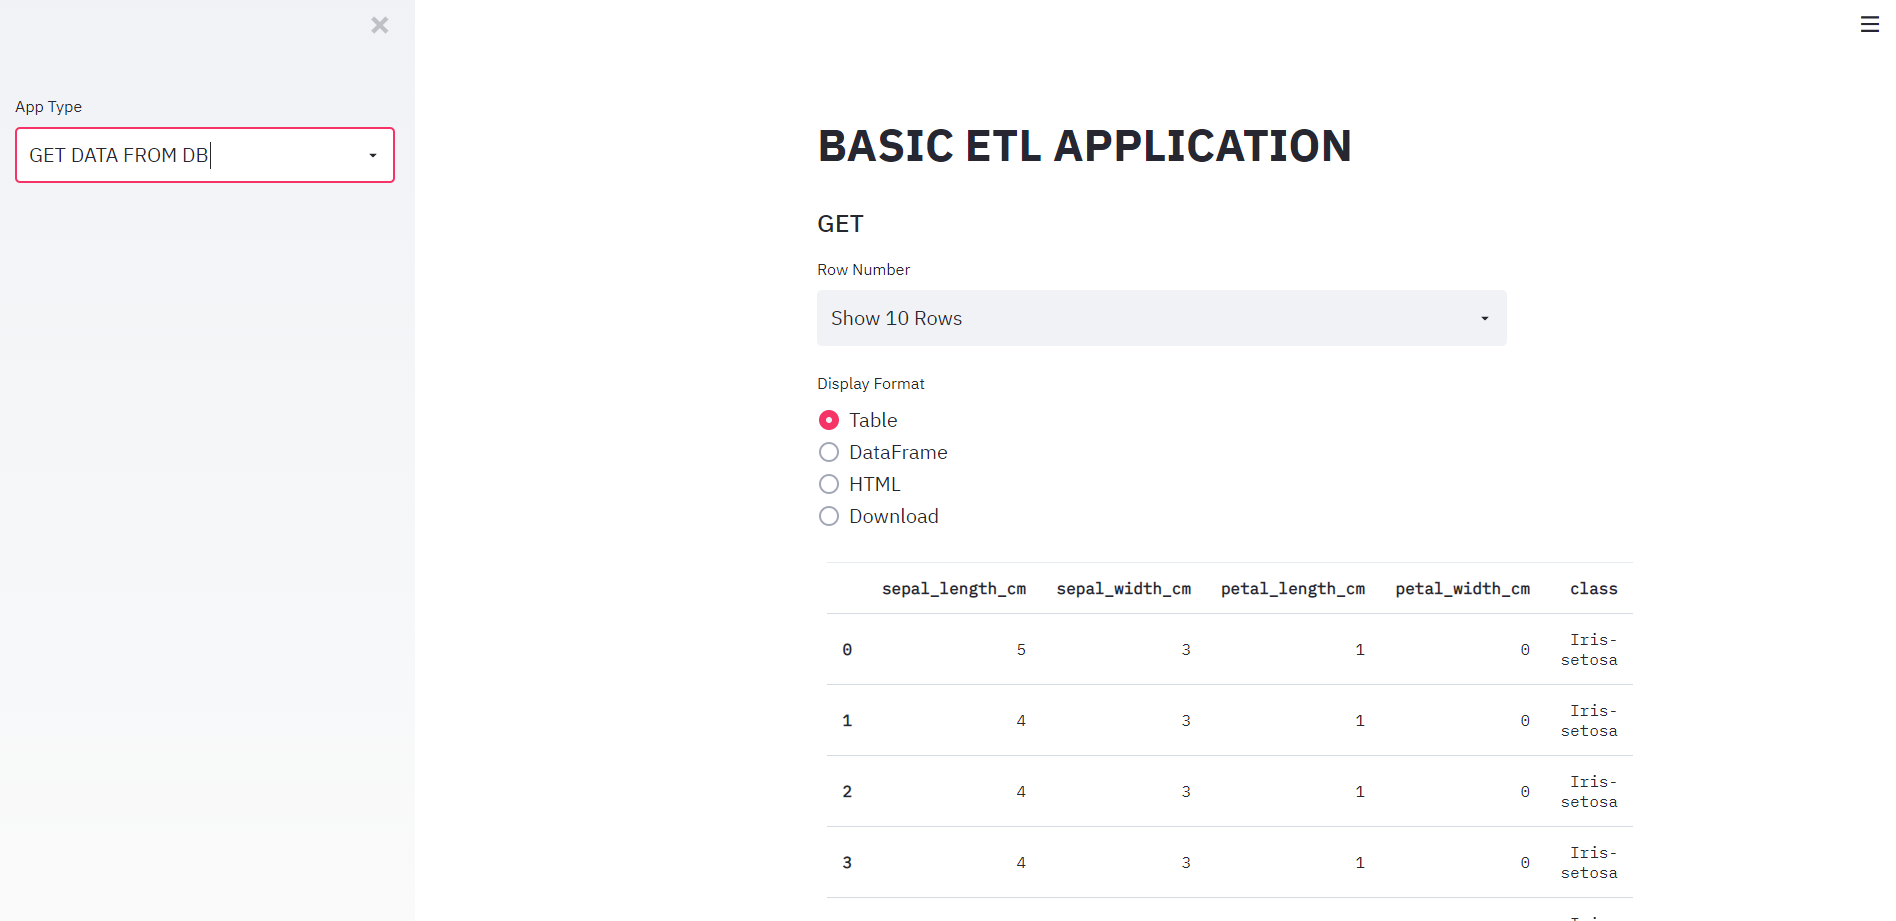 App Type
GET DATA FROM DB
BASIC ETL APPLICATION
GET
Row Number
Show 10 Rows
Display Format
Table
DataFrame
HTML
Download
sepal_length_cm sepal_width_cm petal_length_cm petal_width_cm class
0 5 3 1 0 Iris-
setosa
1 4 3 1 0 Iris-
setosa
2 4 3 1 0 Iris-
setosa
3 4 3 1 0 Iris-
setosa